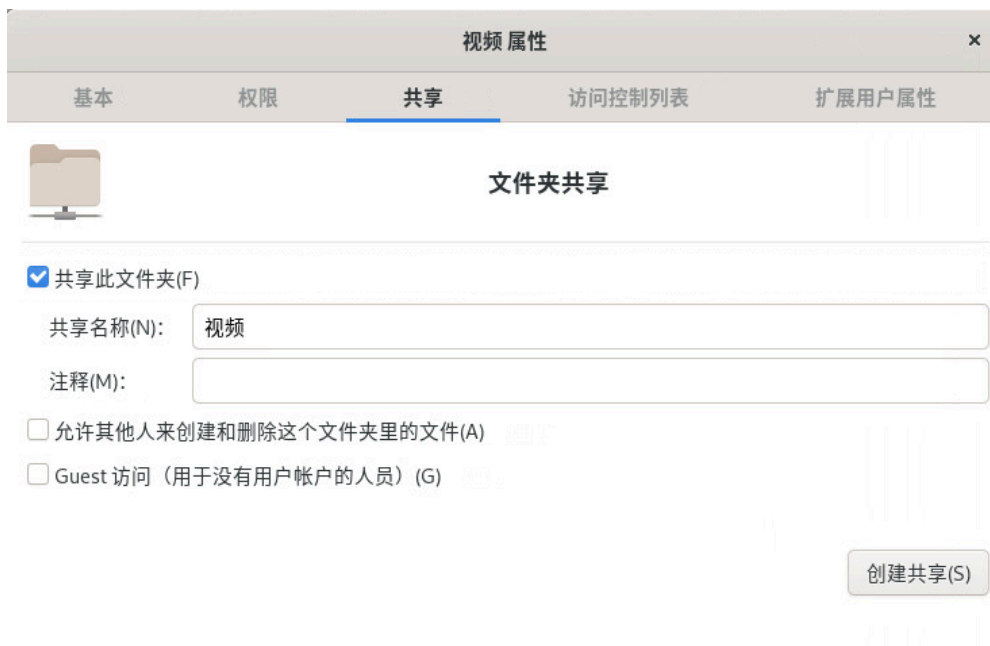 视频 属性
×
基本 权限 共享 访问控制列表 扩展用户属性
文件夹共享
共享此文件夹(F)
共享名称(N)： 视频
注释(M)：
允许其他人来创建和删除这个文件夹里的文件(A)
Guest 访问（用于没有用户帐户的人员）(G)
创建共享(S)